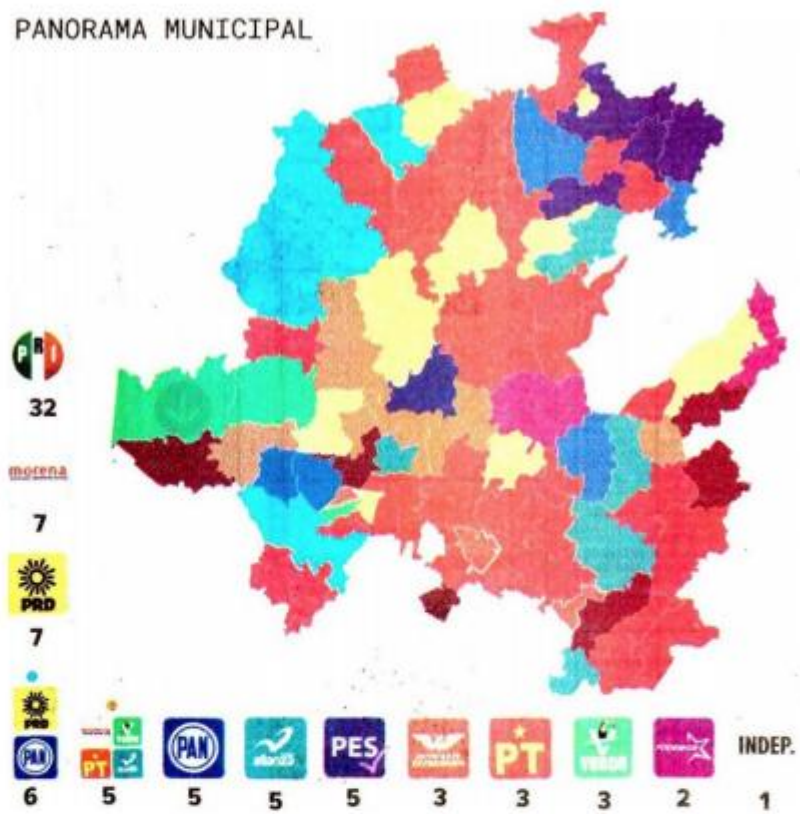 PANORAMA MUNICIPAL
PRI
32
morena
7
PRD
7
PRD
PAN
6
PT
5
PAN
5
5
PES
5
3
PT
3
VERDE
3
2
INDEP.
1